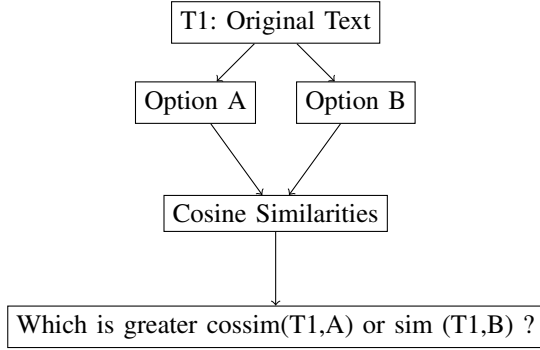 T1: Original Text
Option A
Option B
Cosine Similarities
Which is greater cossim(T1,A) or sim (T1,B) ?